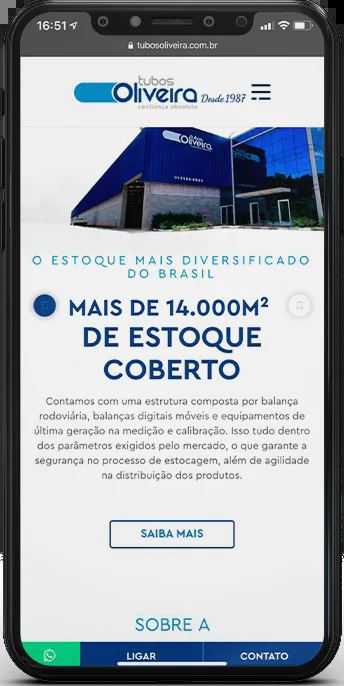 16:51
tubosoliveira.com.br
tubos
Oliveira Desde 1987
confiança absoluta
tubos
Oliveira
O ESTOQUE MAIS DIVERSIFICADO
DO BRASIL
MAIS DE 14.000M²
DE ESTOQUE
COBERTO
Contamos com uma estrutura composta por balança
rodoviária, balanças digitais móveis e equipamentos de
última geração na medição e calibração. Isso tudo dentro
dos parâmetros exigidos pelo mercado, o que garante a
segurança no processo de estocagem, além de agilidade
na distribuição dos produtos.
SAIBA MAIS
SOBRE A
LIGAR CONTATO